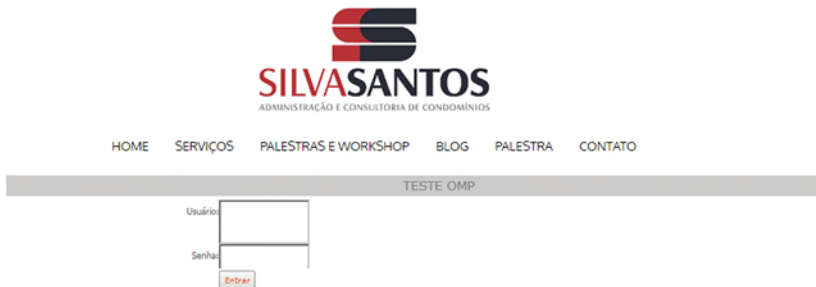 SILVASANTOS
ADMINISTRAÇÃO E CONSULTORIA DE CONDOMÍNIOS
HOME SERVIÇOS PALESTRAS E WORKSHOP BLOG PALESTRA CONTATO
TESTE OMP
Usuário:
Senha:
Entrar